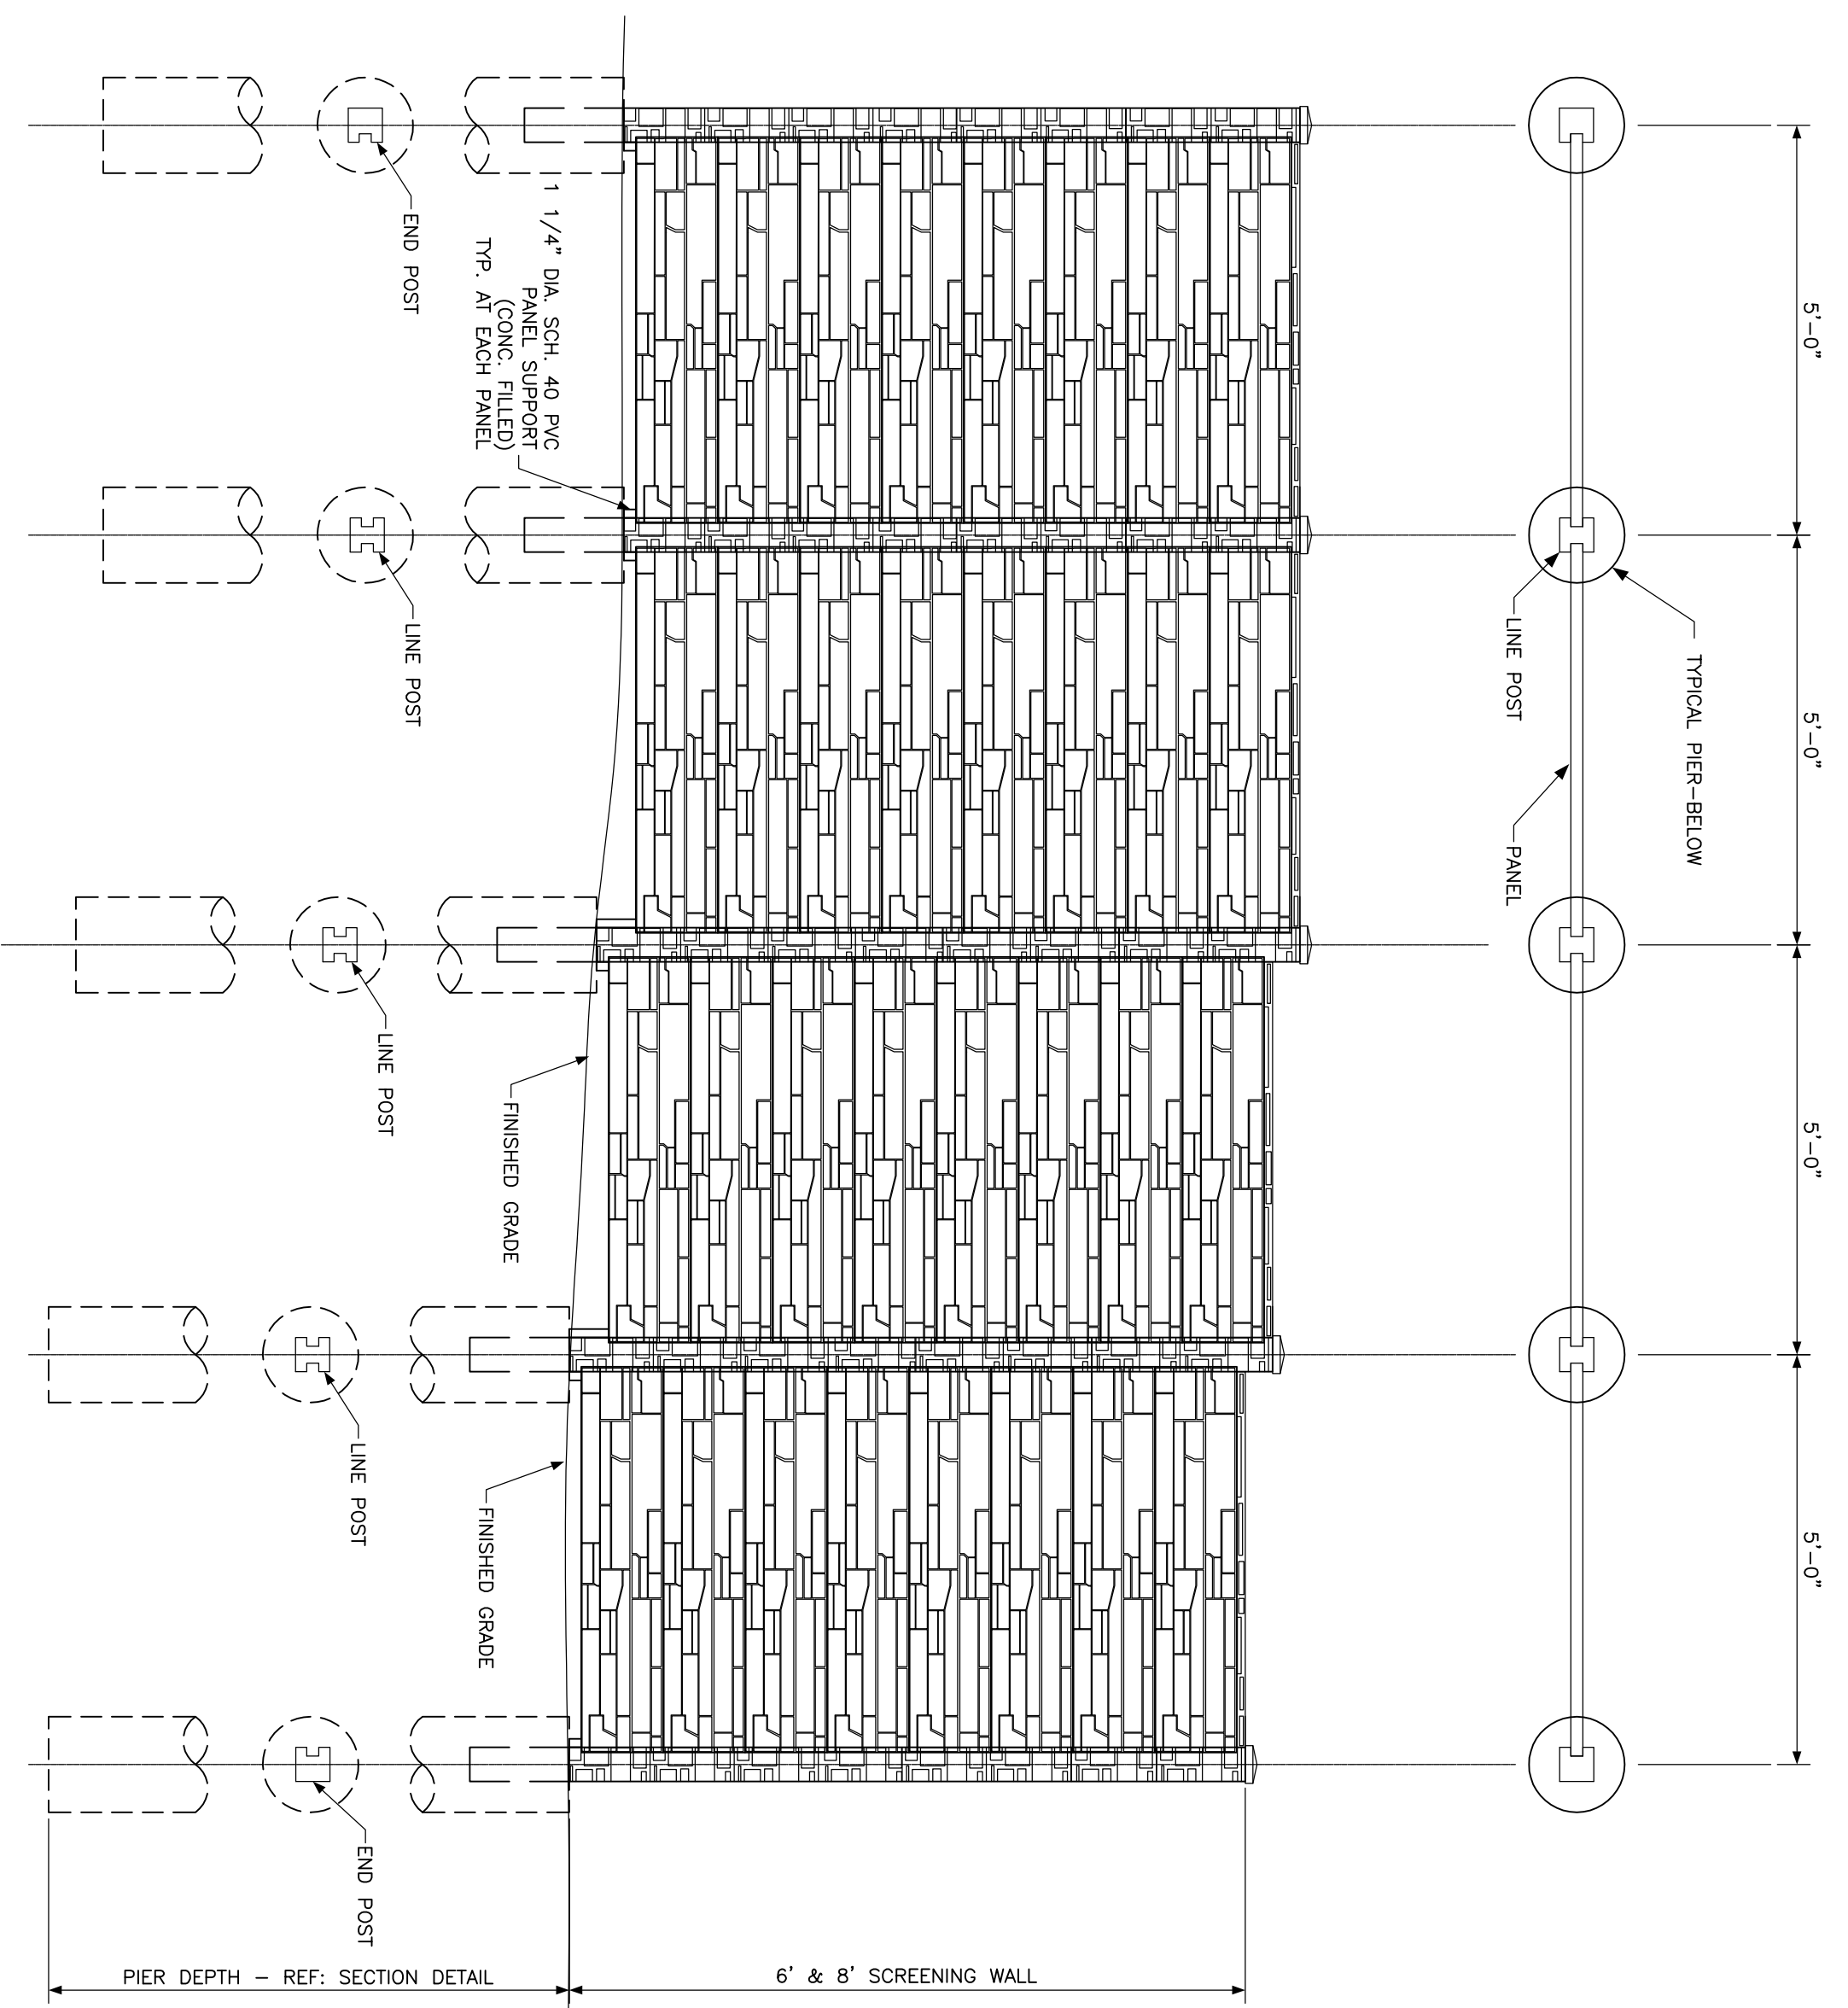 5'-0"
5'-0"
5'-0"
5'-0"
TYPICAL PIER-BELOW
LINE POST
PANEL
6' & 8' SCREENING WALL
1 1/4" DIA. SCH. 40 PVC
PANEL SUPPORT
(CONC. FILLED)
TYP. AT EACH PANEL
FINISHED GRADE
FINISHED GRADE
END POST
LINE POST
LINE POST
LINE POST
END POST
PIER DEPTH - REF: SECTION DETAIL